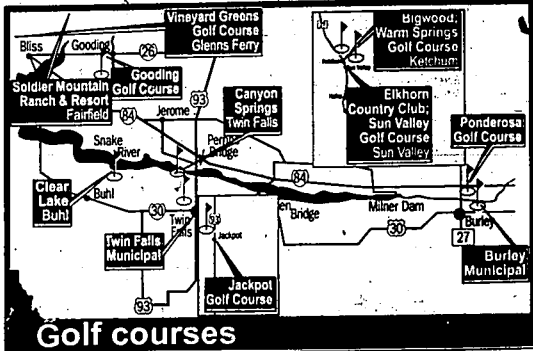 Vineyard Greens
Golf Course
Glenns Ferry
Bliss
Gooding
26
Soldier Mountain
Ranch & Resort
Fairfield
Gooding
Golf Course
93
Canyon
Springs
Twin Falls
84
Jerome
Bridge
Snake
River
Clear
Lake
Buhl
Buhl
30
Twin
Falls
Twin Falls
Municipal
93
93
Jackpot
Jackpot
Golf Course
Bigwood;
Warm Springs
Golf Course
Ketchum
Elkhorn
Country Club;
Sun Valley
Golf Course
Sun Valley
Ponderosa
Golf Course
84
Bridge
Milner Dam
30
Burley
27
Burley
Municipal
Golf courses